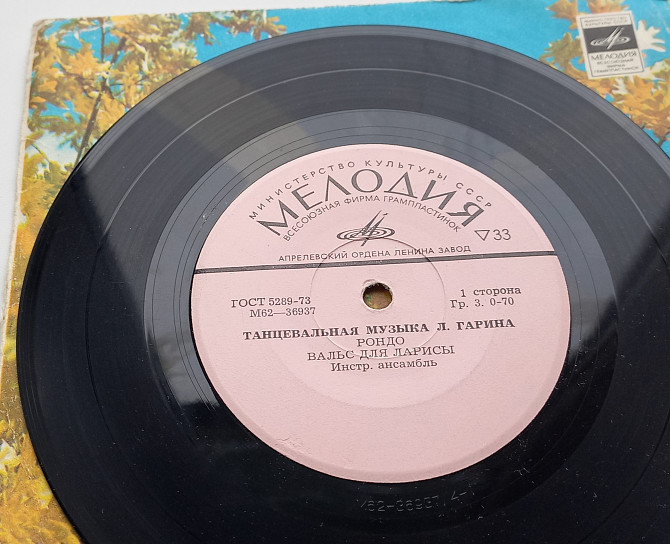 МЕЛОДИЯ
МИНИСТЕРСТВО КУЛЬТУРЫ СССР
МЕЛОДИЯ
ВСЕСОЮЗНАЯ ФИРМА ГРАМПЛАСТИНОК
33
АПРЕЛЕВСКИЙ ОРДЕНА ЛЕНИНА ЗАВОД
ГОСТ 5289-73
М62—36937
1 сторона
Гр. 3. 0-70
ТАНЦЕВАЛЬНАЯ МУЗЫКА Л. ГАРИНА
РОНДО
ВАЛЬС ДЛЯ ЛАРИСЫ
Инстр. ансамбль